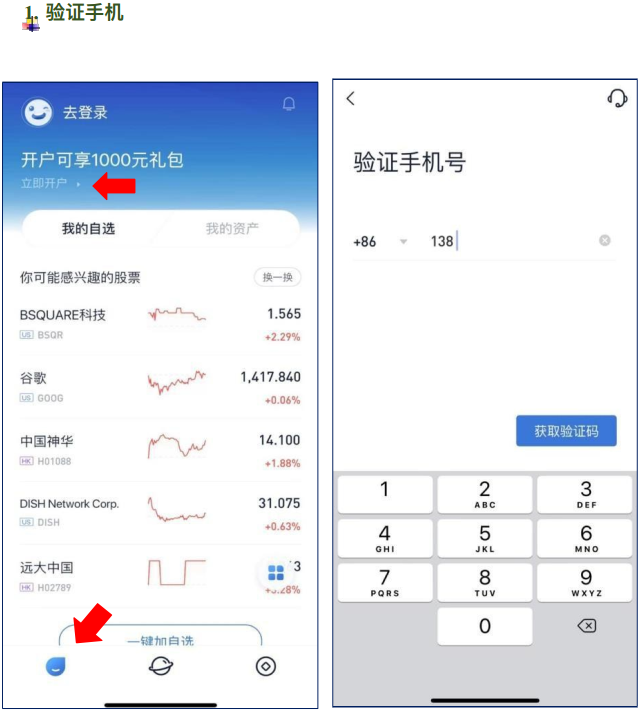 1. 验证手机
去登录
开户可享1000元礼包
立即开户
我的自选 我的资产
你可能感兴趣的股票 换一换
BSQUARE科技 1.565
US BSQR +2.29%
谷歌 1,417.840
US GOOG +0.06%
中国神华 14.100
HK H01088 +1.88%
DISH Network Corp. 31.075
US DISH +0.63%
远大中国 3
HK H02789 28%
一键加自选
验证手机号
+86 138
获取验证码
1 2 ABC 3 DEF
4 GHI 5 JKL 6 MNO
7 PQRS 8 TUV 9 WXYZ
0